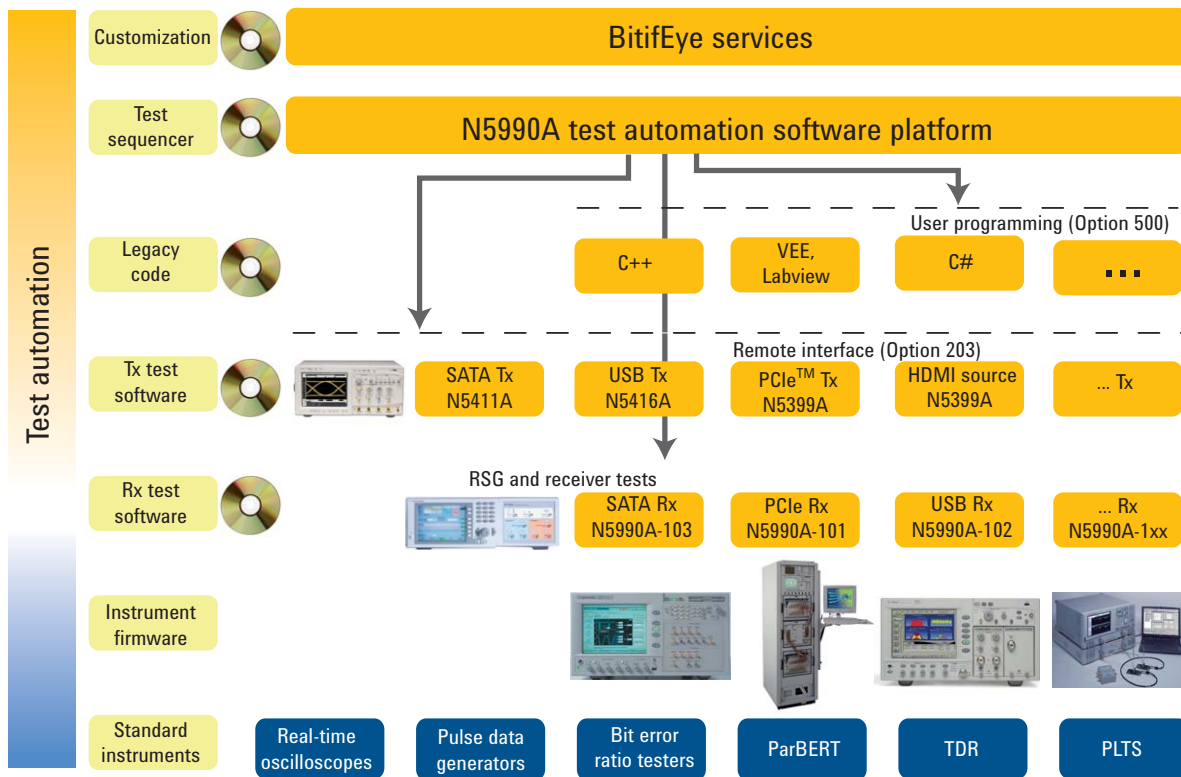 Test automation
Customization
BitifEye services
Test
sequencer
N5990A test automation software platform
User programming (Option 500)
Legacy
code
C++
VEE,
Labview
C#
...
Remote interface (Option 203)
Tx test
software
SATA Tx
N5411A
USB Tx
N5416A
PCIe™ Tx
N5399A
HDMI source
N5399A
... Tx
RSG and receiver tests
Rx test
software
SATA Rx
N5990A-103
PCIe Rx
N5990A-101
USB Rx
N5990A-102
... Rx
N5990A-1xx
Instrument
firmware
Standard
instruments
Real-time
oscilloscopes
Pulse data
generators
Bit error
ratio testers
ParBERT
TDR
PLTS